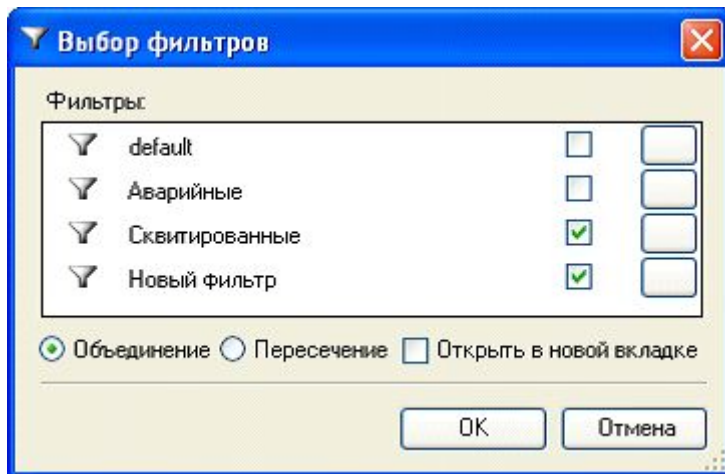 Выбор фильтров
Фильтры:
default
Аварийные
Сквитированные
Новый фильтр
Объединение Пересечение Открыть в новой вкладке
OK Отмена